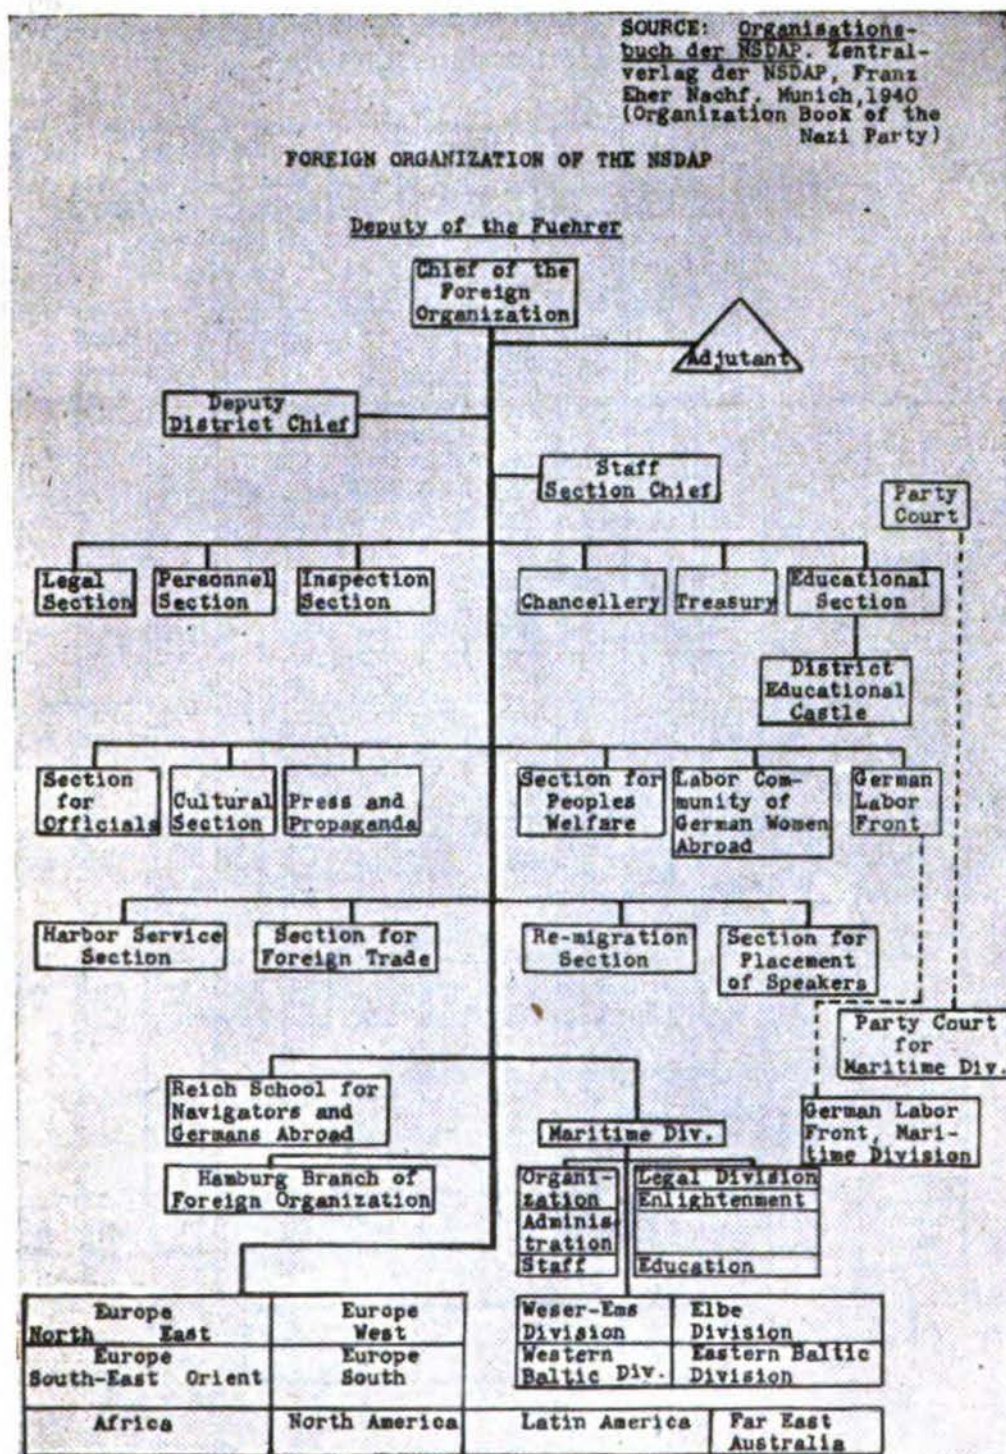 SOURCE: Organisations-
buch der NSDAP. Zentral-
verlag der NSDAP, Franz
Eher Nachf. Munich,1940
(Organization Book of the
Nazi Party)
FOREIGN ORGANIZATION OF THE NSDAP
Deputy of the Fuehrer
Chief of the
Foreign
Organization
Adjutant
Deputy
District Chief
Staff
Section Chief
Party
Court
Legal
Section
Personnel
Section
Inspection
Section
Chancellery
Treasury
Educational
Section
District
Educational
Castle
Section
for
Officials
Cultural
Section
Press and
Propaganda
Section for
Peoples
Welfare
Labor Com-
munity of
German Women
Abroad
German
Labor
Front
Harbor Service
Section
Section for
Foreign Trade
Re-migration
Section
Section for
Placement
of Speakers
Party Court
for
Maritime Div.
Reich School for
Navigators and
Germans Abroad
Maritime Div.
German Labor
Front, Mari-
time Division
Hamburg Branch of
Foreign Organization
Organi-
zation
Adminis-
tration
Staff
Legal Division
Enlightenment
Education
Europe
North East
Europe
West
Weser-Ems
Division
Elbe
Division
Europe
South-East Orient
Europe
South
Western
Baltic Div.
Eastern Baltic
Division
Africa
North America
Latin America
Far East
Australia